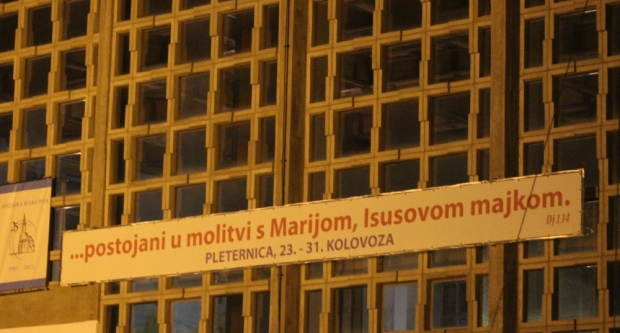 ...postojani u molitvi s Marijom, Isusovom majkom.
Dj 1,14
PLETERNICA, 23. - 31. KOLOVOZA